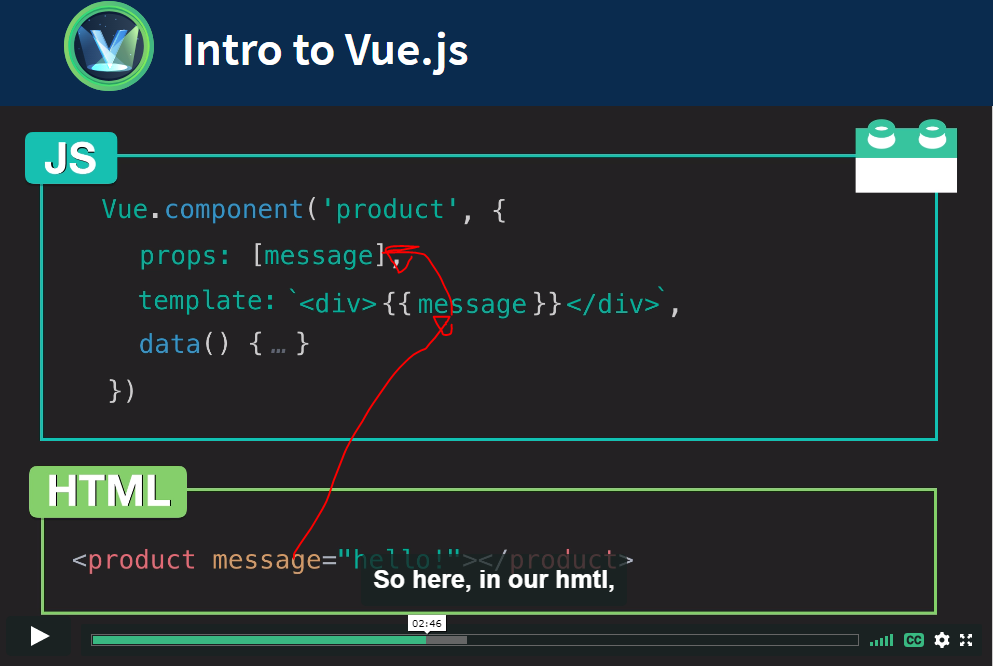 Intro to Vue.js
JS
Vue.component('product', {
props: [message],
template: `<div>{{message}}</div>`,
data() { … }
})
HTML
<product message="hello!"></product>
So here, in our hmtl,
02:46
CC